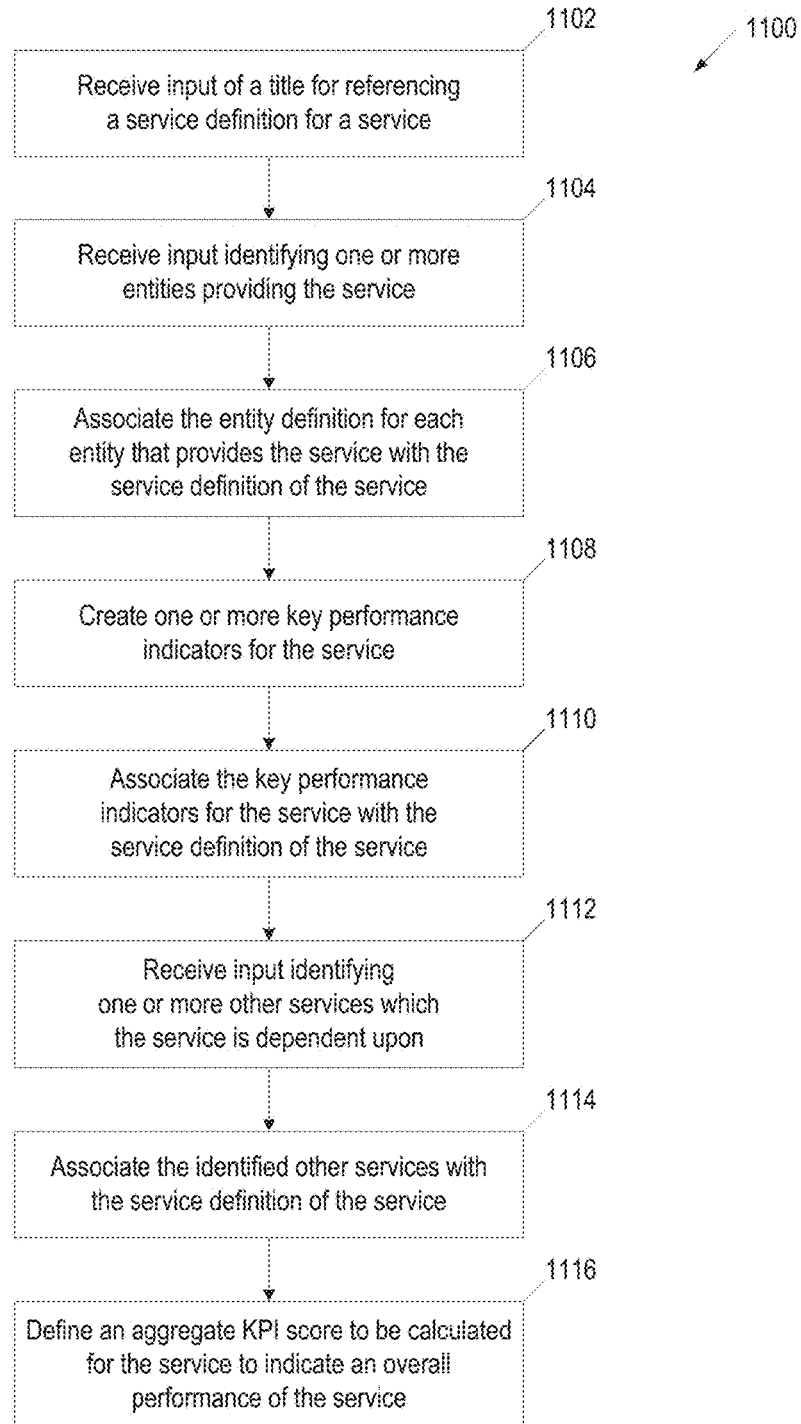 1100
1102
Receive input of a title for referencing
a service definition for a service
1104
Receive input identifying one or more
entities providing the service
1106
Associate the entity definition for each
entity that provides the service with the
service definition of the service
1108
Create one or more key performance
indicators for the service
1110
Associate the key performance
indicators for the service with the
service definition of the service
1112
Receive input identifying
one or more other services which
the service is dependent upon
1114
Associate the identified other services with
the service definition of the service
1116
Define an aggregate KPI score to be calculated
for the service to indicate an overall
performance of the service